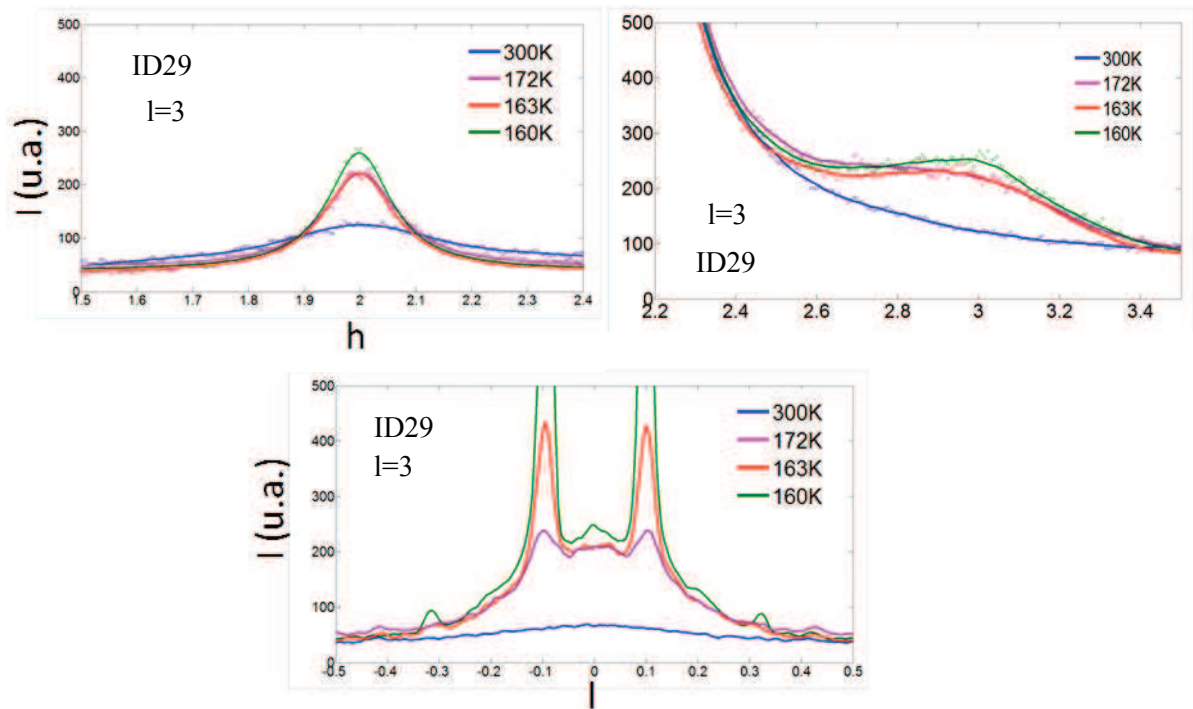 500
400
300
200
100
0
I (u.a.)
ID29
l=3
300K
172K
163K
160K
1.5 1.6 1.7 1.8 1.9 2 2.1 2.2 2.3 2.4
h
500
400
300
200
100
0
300K
172K
163K
160K
l=3
ID29
2.2 2.4 2.6 2.8 3 3.2 3.4
500
400
300
200
100
0
I (u.a.)
ID29
l=3
300K
172K
163K
160K
-0.5 -0.4 -0.3 -0.2 -0.1 0 0.1 0.2 0.3 0.4 0.5
l